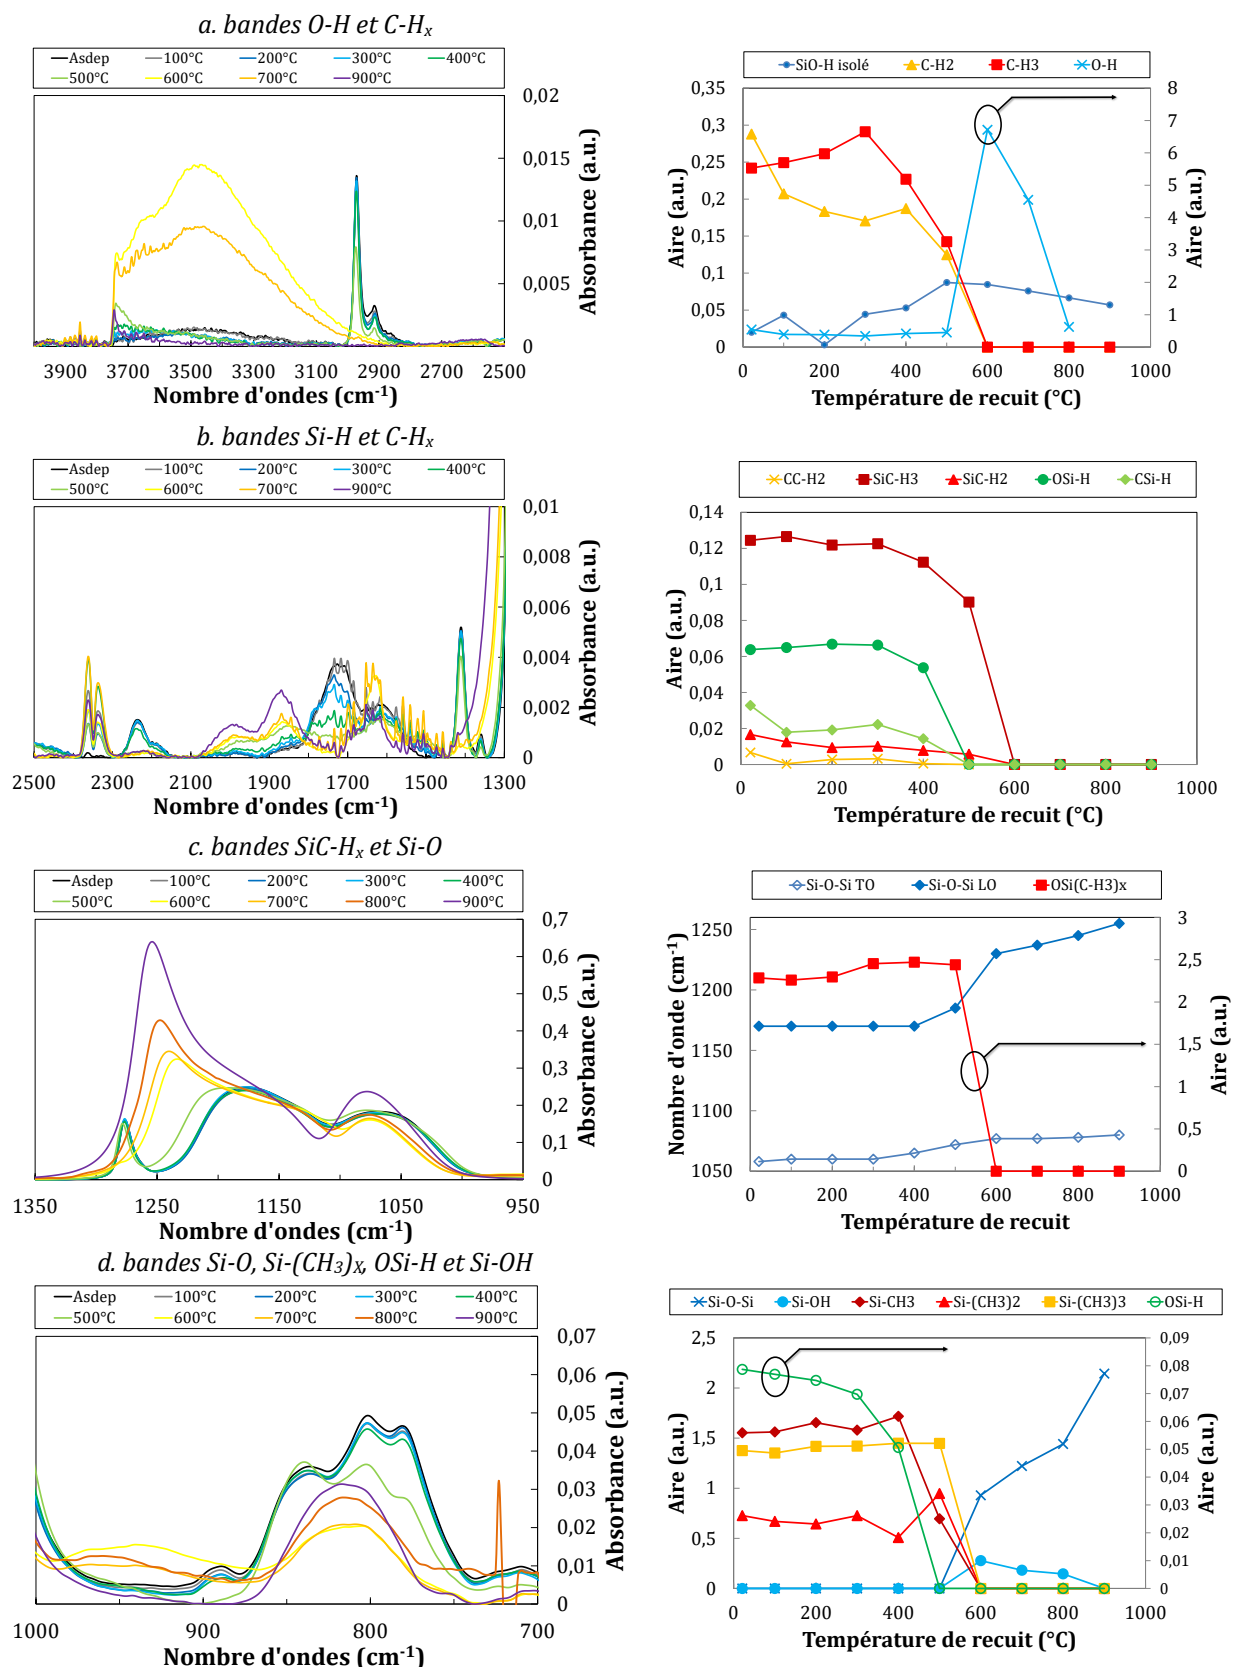 a. bandes O-H et C-Hx
Asdep 100°C 200°C 300°C 400°C
500°C 600°C 700°C 900°C
0,02
0,015
0,01
0,005
0
Absorbance (a.u.)
3900 3700 3500 3300 3100 2900 2700 2500
Nombre d'ondes (cm-1)
SiO-H isolé C-H2 C-H3 O-H
0,35
0,3
0,25
0,2
0,15
0,1
0,05
0
Aire (a.u.)
8
7
6
5
4
3
2
1
0
Aire (a.u.)
0 200 400 600 800 1000
Température de recuit (°C)
b. bandes Si-H et C-Hx
Asdep 100°C 200°C 300°C 400°C
500°C 600°C 700°C 900°C
0,01
0,008
0,006
0,004
0,002
0
Absorbance (a.u.)
2500 2300 2100 1900 1700 1500 1300
Nombre d'ondes (cm-1)
CC-H2 SiC-H3 SiC-H2 OSi-H CSi-H
0,14
0,12
0,1
0,08
0,06
0,04
0,02
0
Aire (a.u.)
0 200 400 600 800 1000
Température de recuit (°C)
c. bandes SiC-Hx et Si-O
Asdep 100°C 200°C 300°C 400°C
500°C 600°C 700°C 800°C 900°C
0,7
0,6
0,5
0,4
0,3
0,2
0,1
0
Absorbance (a.u.)
1350 1250 1150 1050 950
Nombre d'ondes (cm-1)
Si-O-Si TO Si-O-Si LO OSi(C-H3)x
1250
1200
1150
1100
1050
Nombre d'onde (cm-1)
3
2,5
2
1,5
1
0,5
0
Aire (a.u.)
0 200 400 600 800 1000
Température de recuit
d. bandes Si-O, Si-(CH3)X, OSi-H et Si-OH
Asdep 100°C 200°C 300°C 400°C
500°C 600°C 700°C 800°C 900°C
0,07
0,06
0,05
0,04
0,03
0,02
0,01
0
Absorbance (a.u.)
1000 900 800 700
Nombre d'ondes (cm-1)
Si-O-Si Si-OH Si-CH3 Si-(CH3)2 Si-(CH3)3 OSi-H
2,5
2
1,5
1
0,5
0
Aire (a.u.)
0,09
0,08
0,07
0,06
0,05
0,04
0,03
0,02
0,01
0
Aire (a.u.)
0 200 400 600 800 1000
Température de recuit (°C)